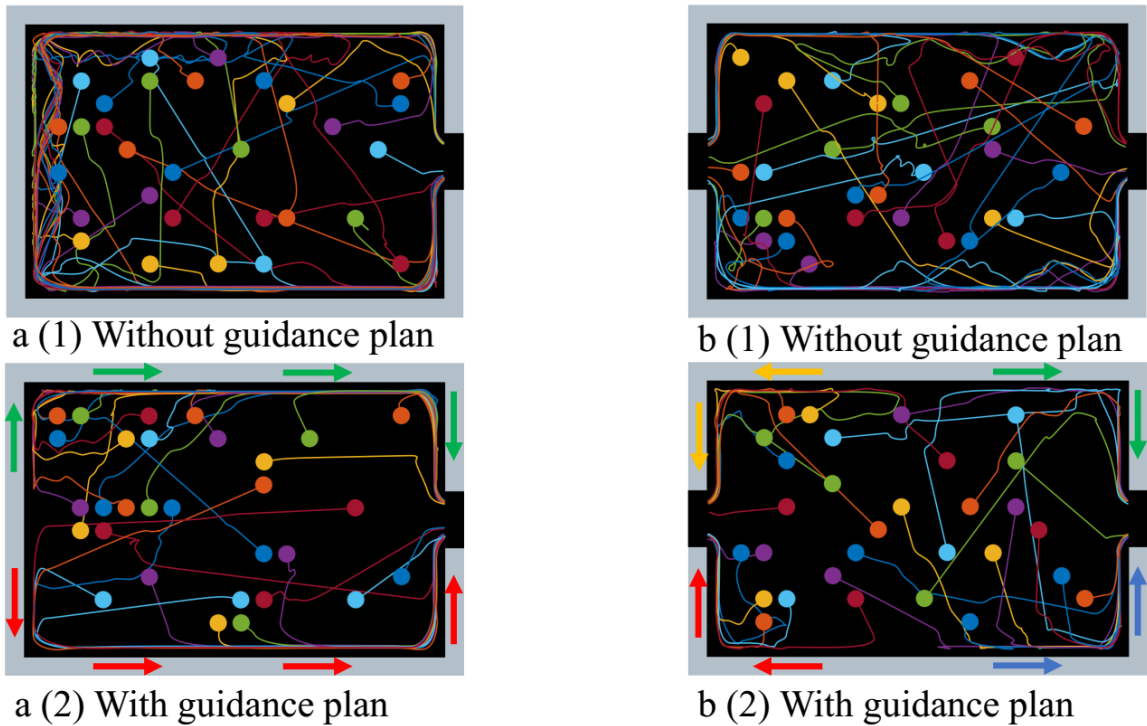 a (1) Without guidance plan
b (1) Without guidance plan
a (2) With guidance plan
b (2) With guidance plan